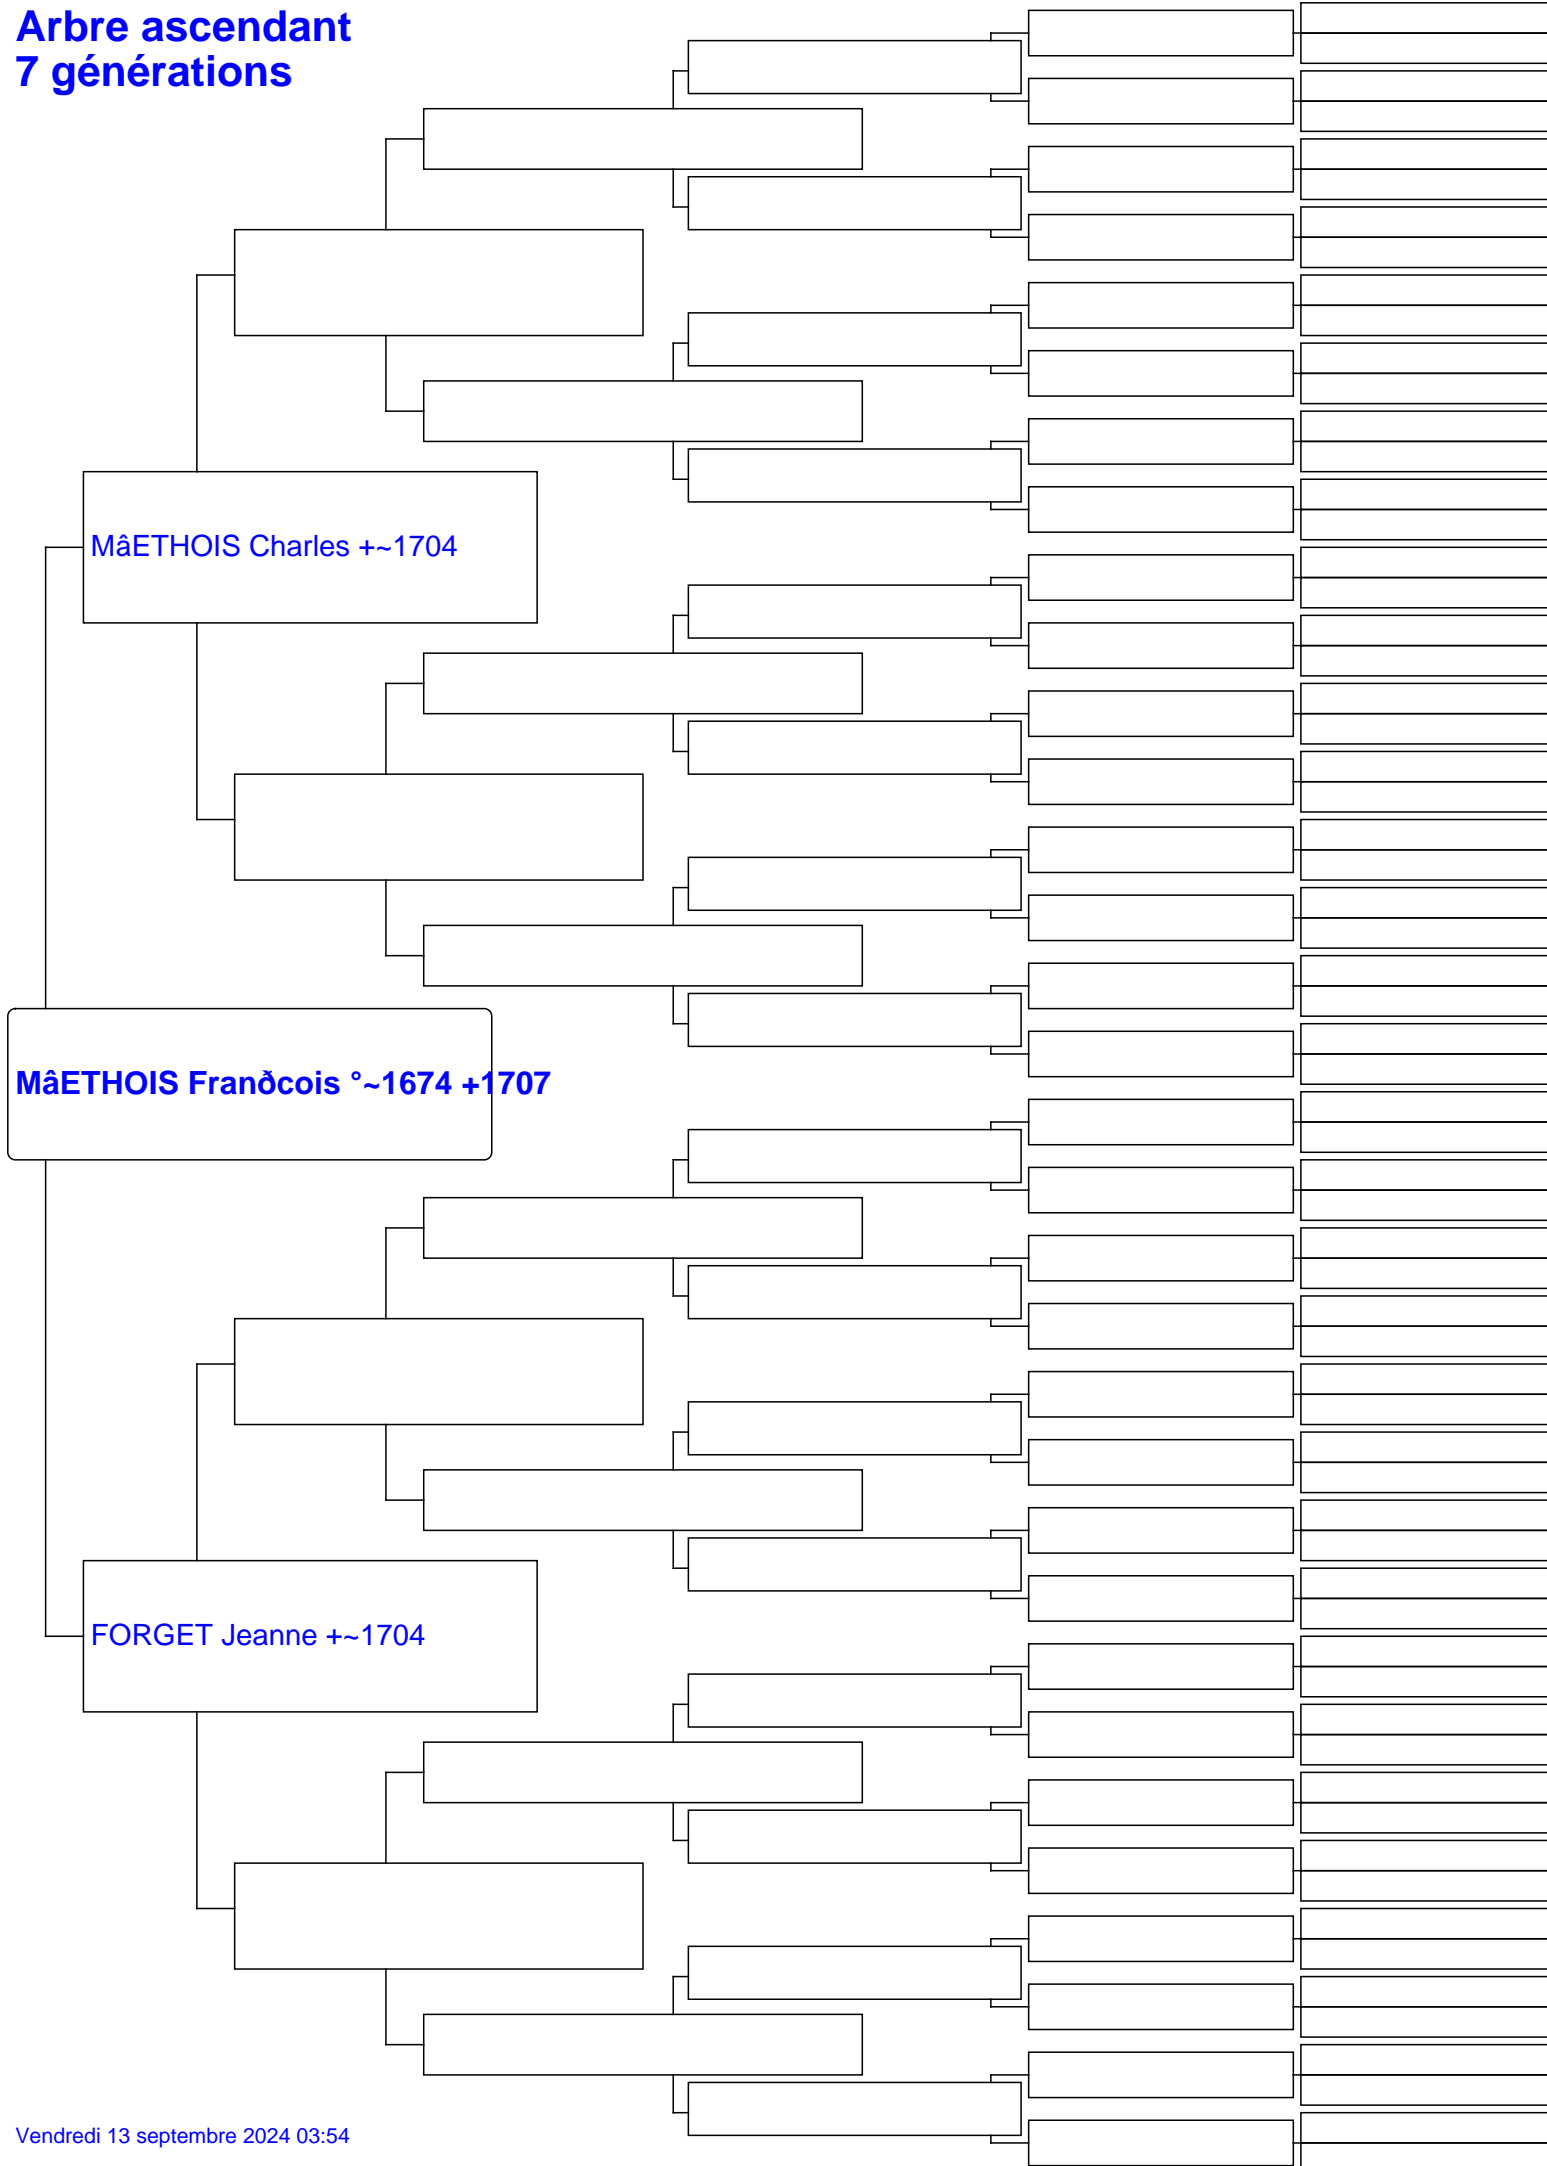 Arbre ascendant
7 générations
MâETHOIS Charles +~1704
MâETHOIS Franðcois °~1674 +1707
FORGET Jeanne +~1704
Vendredi 13 septembre 2024 03:54